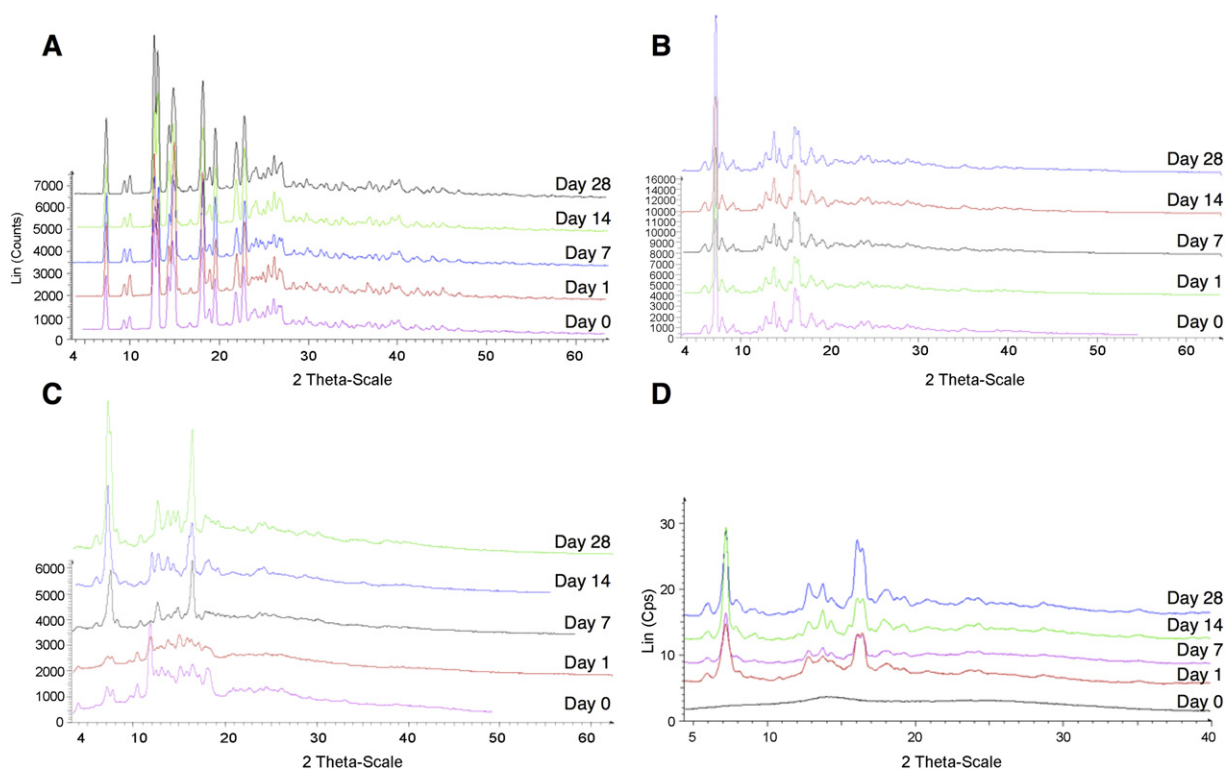 A
Lin (Counts)
7000
6000
5000
4000
3000
2000
1000
0
Day 28
Day 14
Day 7
Day 1
Day 0
4 10 20 30 40 50 60
2 Theta-Scale
B
16000
14000
12000
10000
9000
8000
7000
6000
5000
4000
3000
2000
1000
0
Day 28
Day 14
Day 7
Day 1
Day 0
4 10 20 30 40 50 60
2 Theta-Scale
C
6000
5000
4000
3000
2000
1000
0
Day 28
Day 14
Day 7
Day 1
Day 0
4 10 20 30 40 50 60
2 Theta-Scale
D
Lin (Cps)
30
20
10
0
Day 28
Day 14
Day 7
Day 1
Day 0
5 10 20 30 40
2 Theta-Scale